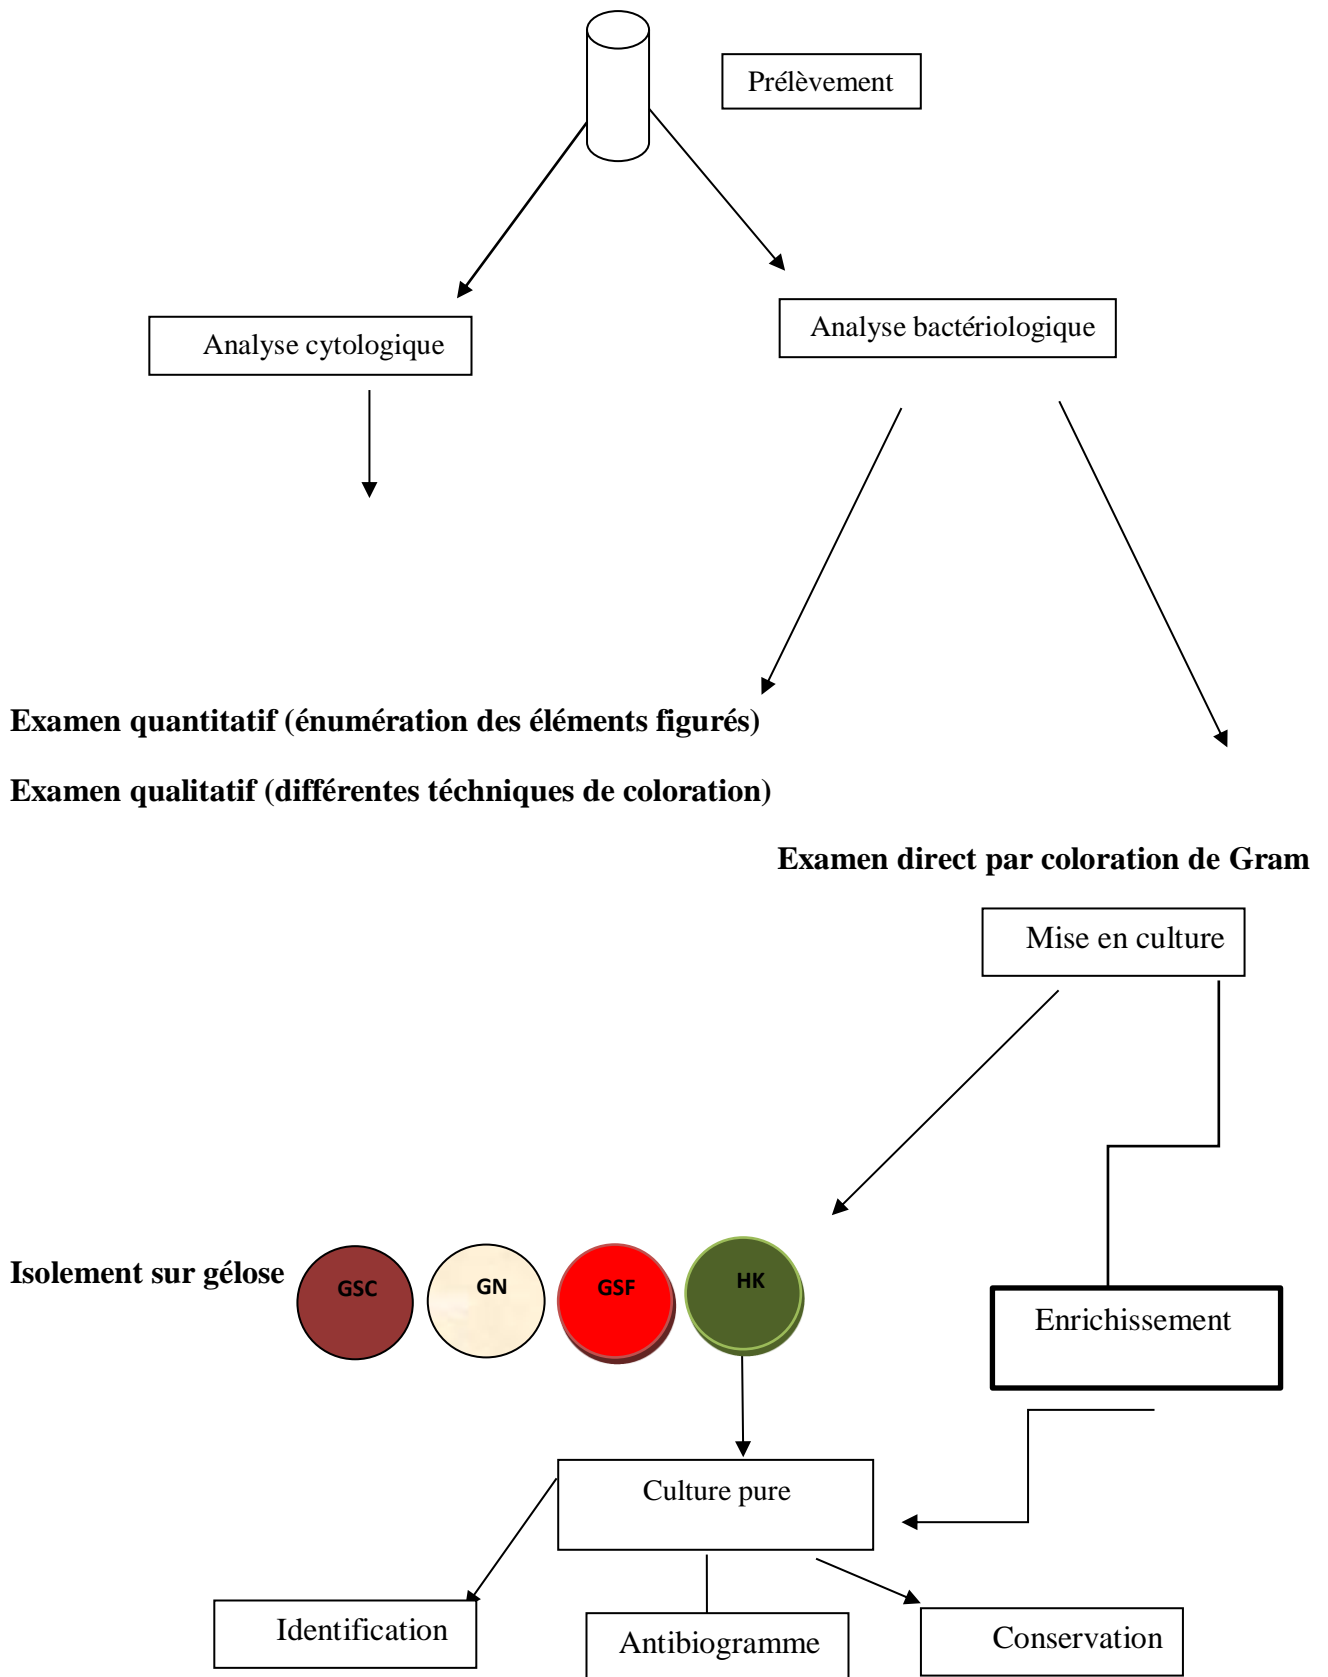 Prélèvement
Analyse cytologique
Analyse bactériologique
Examen quantitatif (énumération des éléments figurés)
Examen qualitatif (différentes téchniques de coloration)
Examen direct par coloration de Gram
Mise en culture
Isolement sur gélose
GSC
GN
GSF
HK
Enrichissement
Culture pure
Identification
Antibiogramme
Conservation